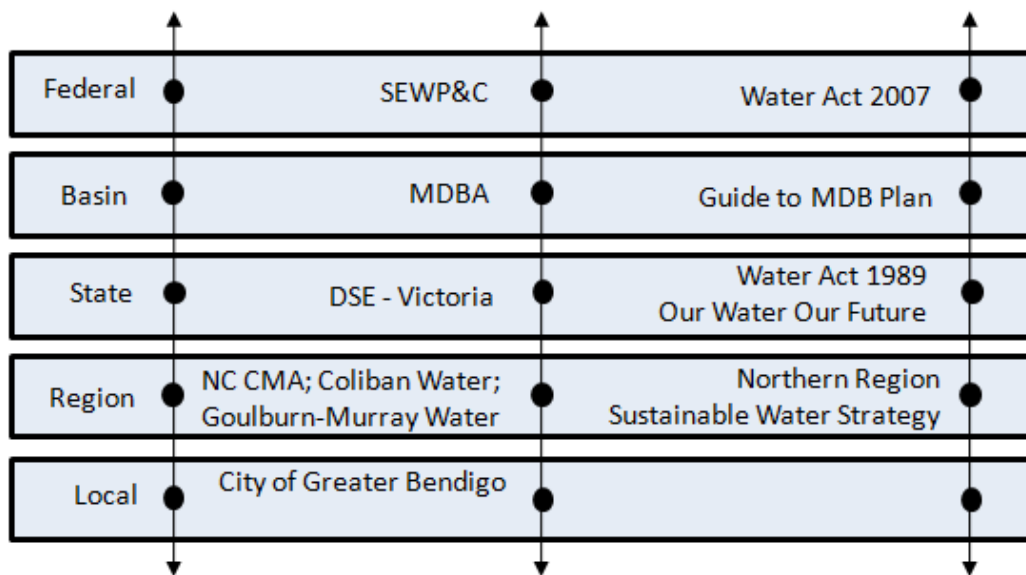 Federal
SEWP&C
Water Act 2007
Basin
MDBA
Guide to MDB Plan
State
DSE - Victoria
Water Act 1989
Our Water Our Future
Region
NC CMA; Coliban Water;
Goulburn-Murray Water
Northern Region
Sustainable Water Strategy
Local
City of Greater Bendigo